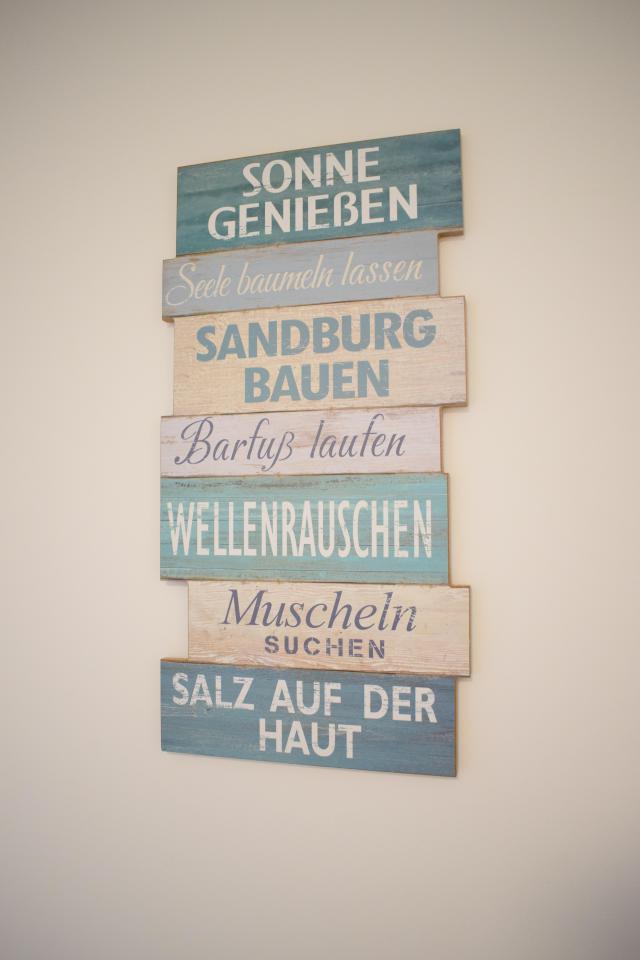 SONNE
GENIEßEN
Seele baumeln lassen
SANDBURG
BAUEN
Barfuß laufen
WELLENRAUSCHEN
Muscheln
SUCHEN
SALZ AUF DER
HAUT